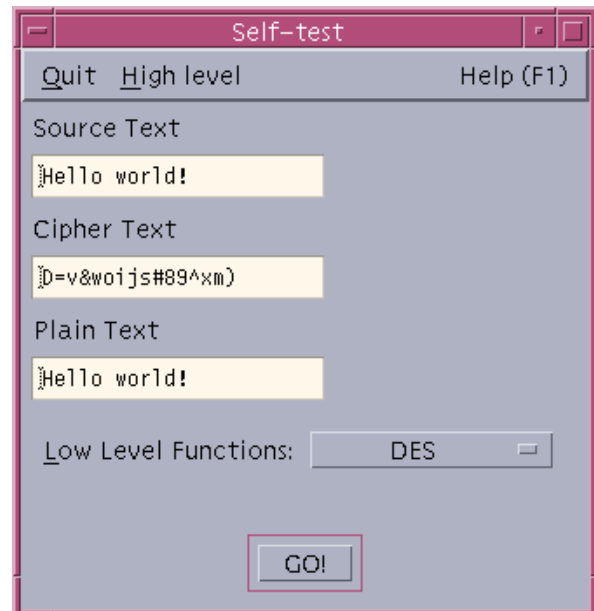 Self-test
Quit High level Help (F1)
Source Text
Hello world!
Cipher Text
D=v&woijs#89^xm)
Plain Text
Hello world!
Low Level Functions: DES
GO!